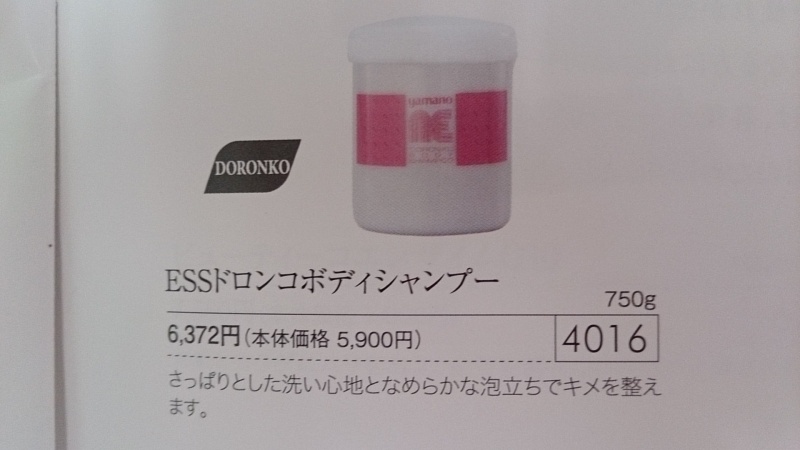 yamano
DORONKO
ESSドロンコボディシャンプー
750g
6,372円(本体価格 5,900円)
4016
さっぱりとした洗い心地となめらかな泡立ちでキメを整え
ます。